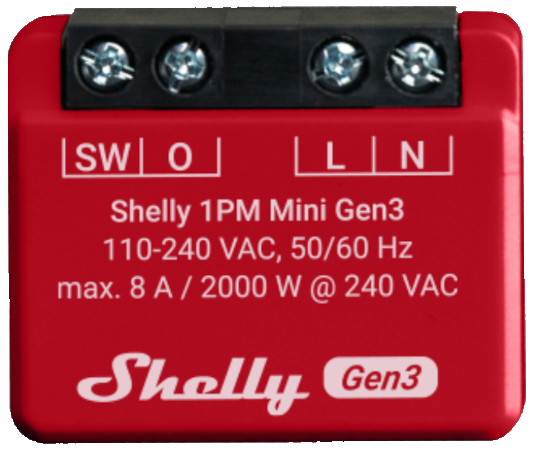 SW O L N
Shelly 1PM Mini Gen3
110-240 VAC, 50/60 Hz
max. 8 A / 2000 W @ 240 VAC
Shelly Gen3